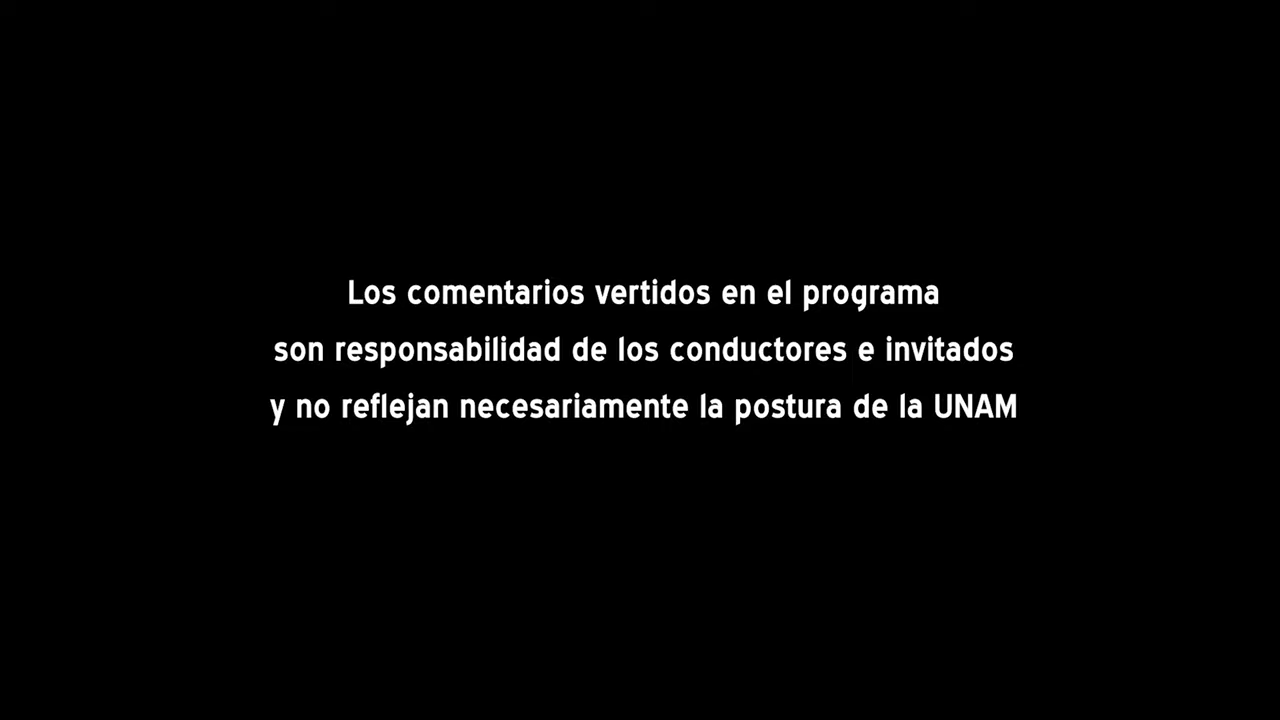 Los comentarios vertidos en el programa
son responsabilidad de los conductores e invitados
y no reflejan necesariamente la postura de la UNAM